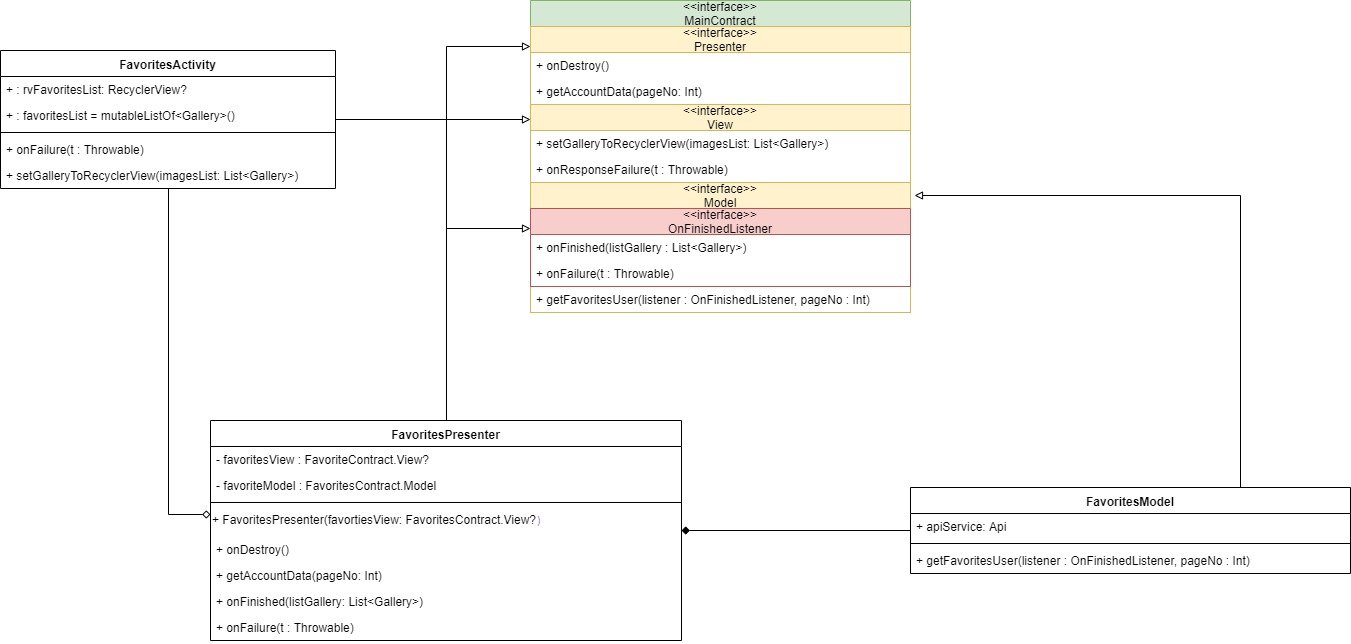 <<interface>>
MainContract
<<interface>>
Presenter
+ onDestroy()
+ getAccountData(pageNo: Int)
<<interface>>
View
+ setGalleryToRecyclerView(imagesList: List<Gallery>)
+ onResponseFailure(t : Throwable)
<<interface>>
Model
<<interface>>
OnFinishedListener
+ onFinished(listGallery : List<Gallery>)
+ onFailure(t : Throwable)
+ getFavoritesUser(listener : OnFinishedListener, pageNo : Int)
FavoritesActivity
+ : rvFavoritesList: RecyclerView?
+ : favoritesList = mutableListOf<Gallery>()
+ onFailure(t : Throwable)
+ setGalleryToRecyclerView(imagesList: List<Gallery>)
FavoritesPresenter
- favoritesView : FavoriteContract.View?
- favoriteModel : FavoritesContract.Model
+ FavoritesPresenter(favortiesView: FavoritesContract.View?)
+ onDestroy()
+ getAccountData(pageNo: Int)
+ onFinished(listGallery: List<Gallery>)
+ onFailure(t : Throwable)
FavoritesModel
+ apiService: Api
+ getFavoritesUser(listener : OnFinishedListener, pageNo : Int)